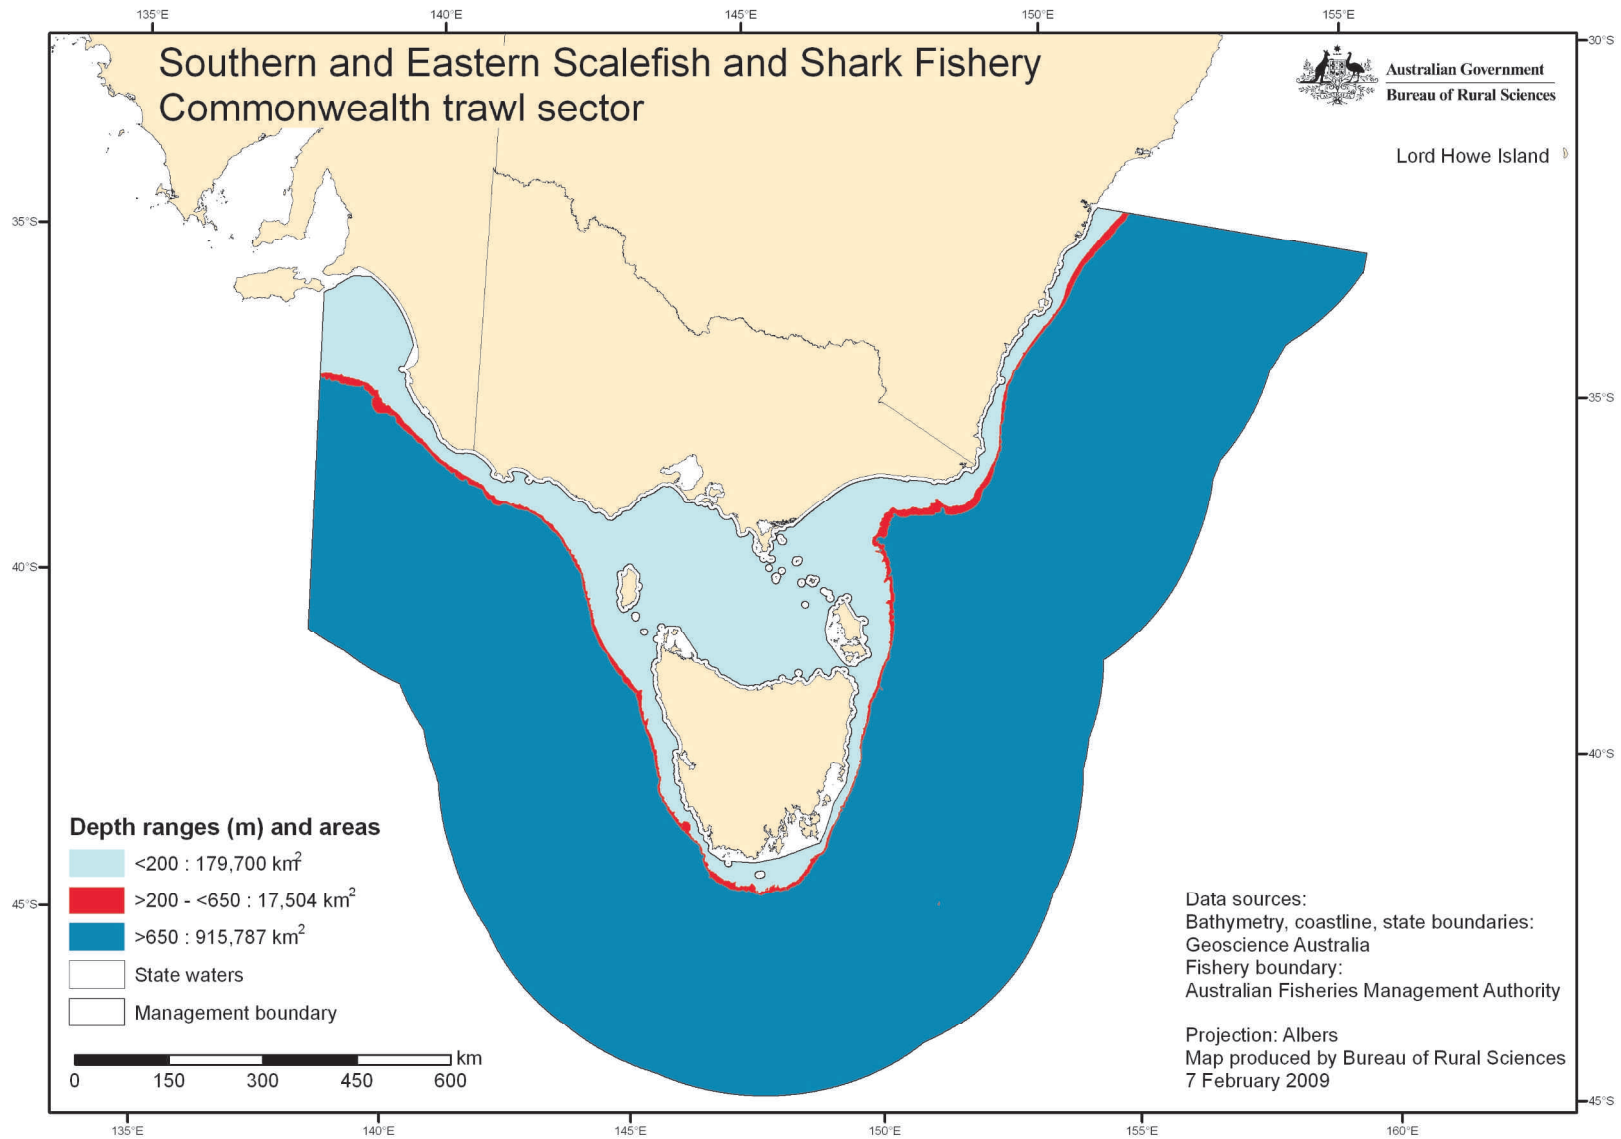 135°E 140°E 145°E 150°E 155°E
30°S
Southern and Eastern Scalefish and Shark Fishery
Commonwealth trawl sector
Australian Government
Bureau of Rural Sciences
Lord Howe Island
35°S
35°S
40°S
40°S
Depth ranges (m) and areas
<200 : 179,700 km²
>200 - <650 : 17,504 km²
>650 : 915,787 km²
State waters
Management boundary
km
0 150 300 450 600
45°S
Data sources:
Bathymetry, coastline, state boundaries:
Geoscience Australia
Fishery boundary:
Australian Fisheries Management Authority
Projection: Albers
Map produced by Bureau of Rural Sciences
7 February 2009
45°S
135°E 140°E 145°E 150°E 155°E 160°E